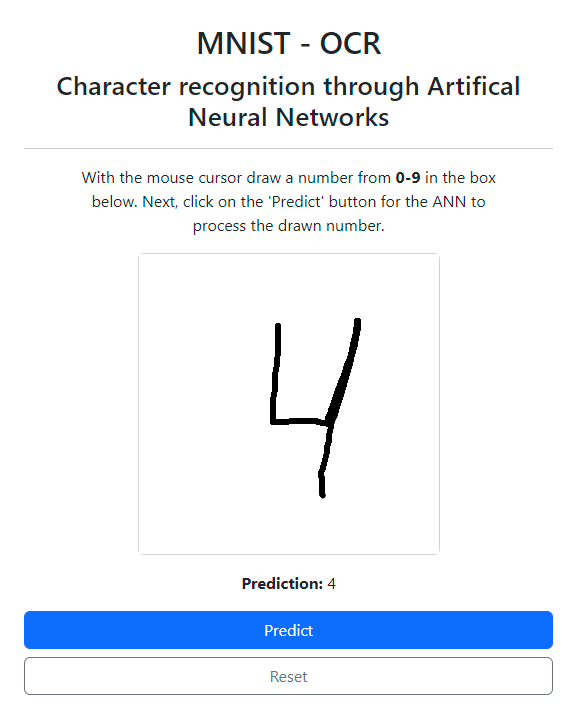 MNIST - OCR
Character recognition through Artifical
Neural Networks
With the mouse cursor draw a number from 0-9 in the box
below. Next, click on the 'Predict' button for the ANN to
process the drawn number.
4
Prediction: 4
Predict
Reset